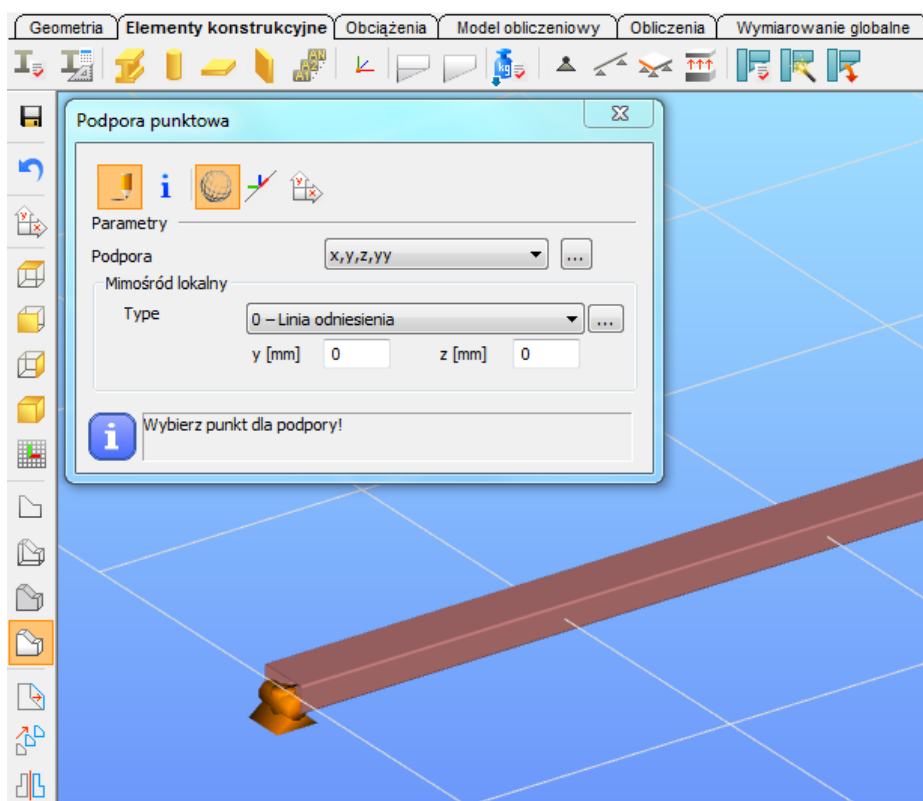 Geometria Elementy konstrukcyjne Obciążenia Model obliczeniowy Obliczenia Wymiarowanie globalne
Podpora punktowa
Parametry
Podpora x,y,z,yy ...
Mimośród lokalny
Type 0 – Linia odniesienia ...
y [mm] 0 z [mm] 0
Wybierz punkt dla podpory!